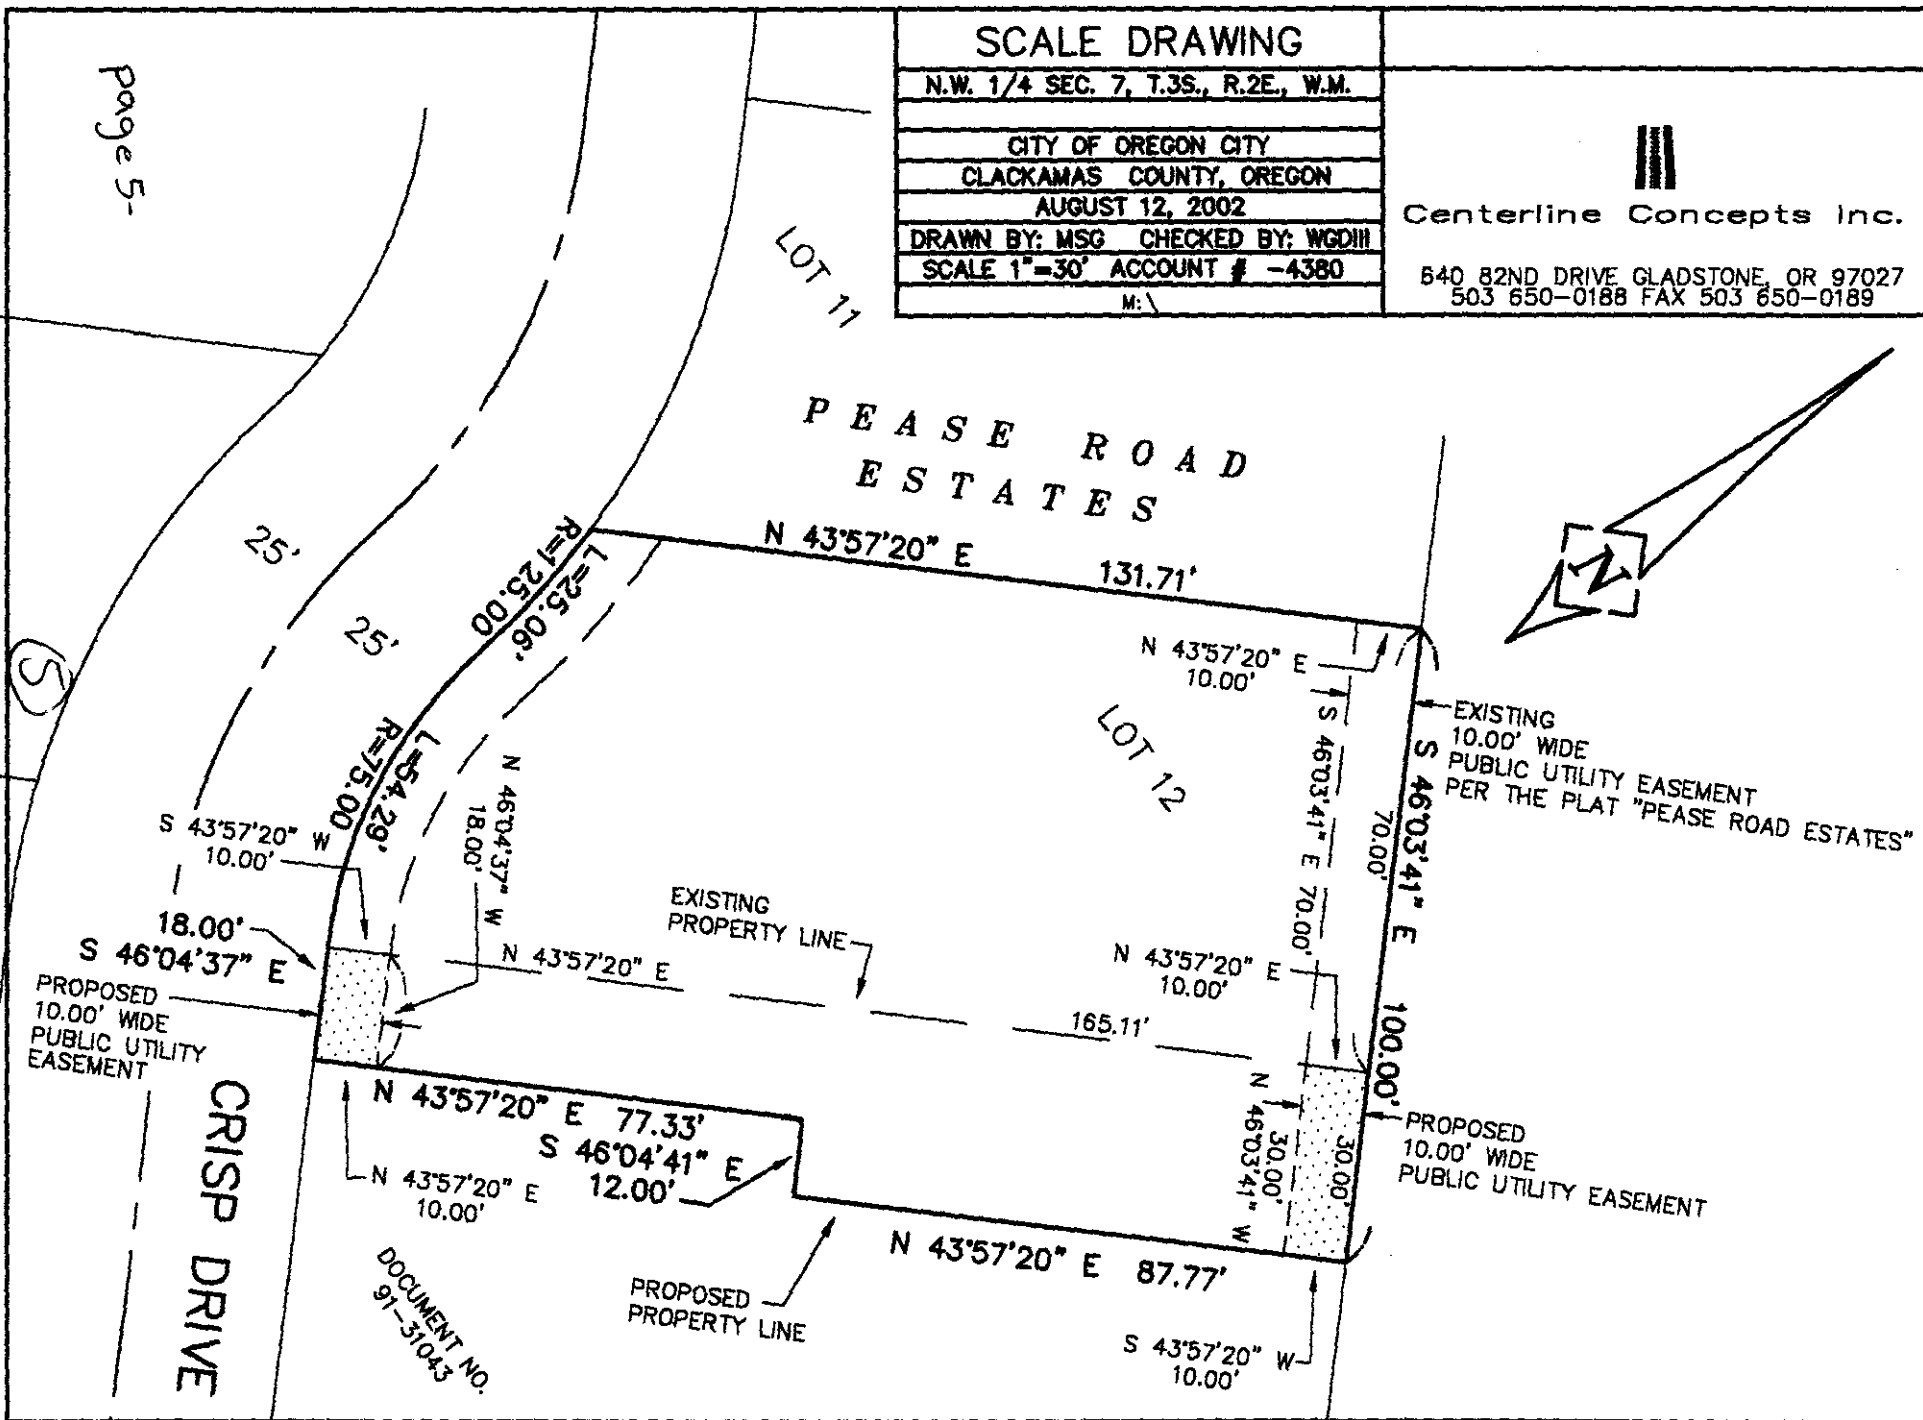 page 5-
SCALE DRAWING
N.W. 1/4 SEC. 7, T.3S., R.2E., W.M.
CITY OF OREGON CITY
CLACKAMAS COUNTY, OREGON
AUGUST 12, 2002
DRAWN BY: MSG CHECKED BY: WGDIII
SCALE 1"=30' ACCOUNT # -4380
M:\
Centerline Concepts Inc.
640 82ND DRIVE GLADSTONE, OR 97027
503 650-0188 FAX 503 650-0189
LOT 11
PEASE ROAD
ESTATES
N
25'
25'
5
N 43°57'20" E 131.71'
L=25.06'
R=125.00
N 43°57'20" E
10.00'
EXISTING
10.00' WIDE
PUBLIC UTILITY EASEMENT
PER THE PLAT "PEASE ROAD ESTATES"
LOT 12
S 46°03'41" E 70.00'
70.00'
S 46°03'41" E 100.00'
L=54.29'
R=75.00
N 46°04'37" W
18.00'
S 43°57'20" W
10.00'
18.00'
S 46°04'37" E
EXISTING
PROPERTY LINE
N 43°57'20" E
165.11'
N 43°57'20" E
10.00'
PROPOSED
10.00' WIDE
PUBLIC UTILITY
EASEMENT
N 43°57'20" E 77.33'
S 46°04'41" E
12.00'
N 43°57'20" E
10.00'
30.00'
N 46°03'41" W
30.00'
PROPOSED
10.00' WIDE
PUBLIC UTILITY EASEMENT
N 43°57'20" E 87.77'
CRISP DRIVE
DOCUMENT NO.
91-31043
PROPOSED
PROPERTY LINE
S 43°57'20" W
10.00'